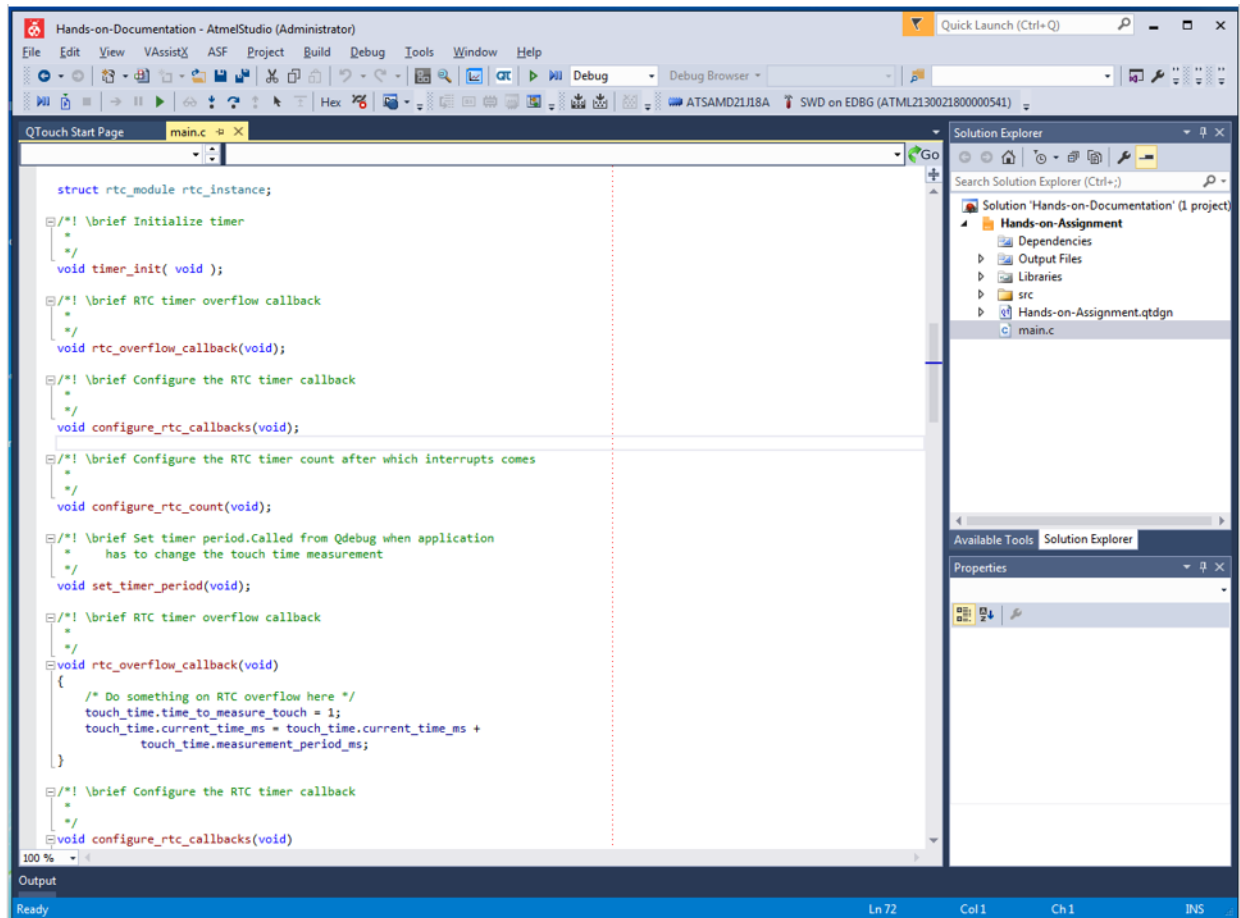 Hands-on-Documentation - AtmelStudio (Administrator)
Quick Launch (Ctrl+Q)
File Edit View VAssistX ASF Project Build Debug Tools Window Help
Debug Debug Browser
Hex ATSAMD21J18A SWD on EDBG (ATML2130021800000541)
QTouch Start Page main.c
Go
struct rtc_module rtc_instance;
/*! \brief Initialize timer
*
*/
void timer_init( void );
/*! \brief RTC timer overflow callback
*
*/
void rtc_overflow_callback(void);
/*! \brief Configure the RTC timer callback
*
*/
void configure_rtc_callbacks(void);
/*! \brief Configure the RTC timer count after which interrupts comes
*
*/
void configure_rtc_count(void);
/*! \brief Set timer period.Called from Qdebug when application
* has to change the touch time measurement
*/
void set_timer_period(void);
/*! \brief RTC timer overflow callback
*
*/
void rtc_overflow_callback(void)
{
/* Do something on RTC overflow here */
touch_time.time_to_measure_touch = 1;
touch_time.current_time_ms = touch_time.current_time_ms +
touch_time.measurement_period_ms;
}
/*! \brief Configure the RTC timer callback
*
*/
void configure_rtc_callbacks(void)
100 %
Solution Explorer
Search Solution Explorer (Ctrl+;)
Solution 'Hands-on-Documentation' (1 project)
Hands-on-Assignment
Dependencies
Output Files
Libraries
src
Hands-on-Assignment.qtdgn
main.c
Available Tools Solution Explorer
Properties
Output
Ready Ln 72 Col 1 Ch 1 INS